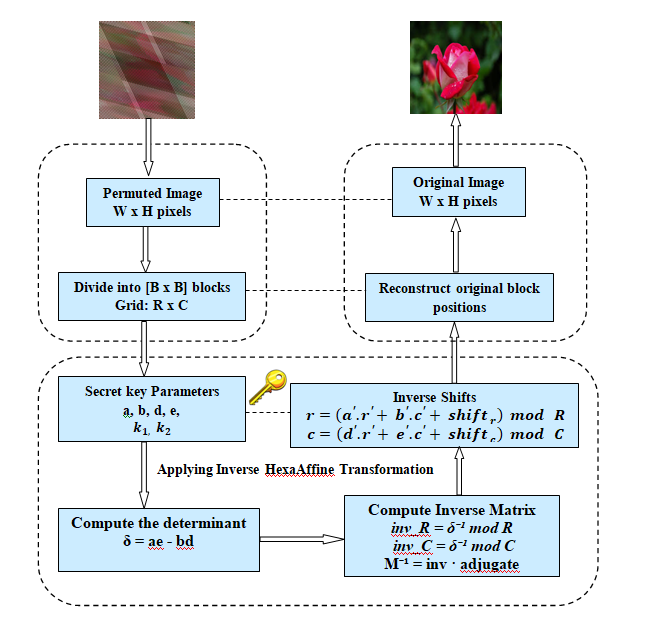 Permuted Image
W x H pixels
Original Image
W x H pixels
Divide into [B x B] blocks
Grid: R x C
Reconstruct original block
positions
Secret key Parameters
a, b, d, e,
k₁, k₂
Inverse Shifts
r = (a′.r′+ b′.c′+ shiftᵣ) mod R
c = (d′.r′+ e′.c′+ shift꜀) mod C
Applying Inverse HexaAffine Transformation
Compute the determinant
δ = ae - bd
Compute Inverse Matrix
inv_R = δ⁻¹ mod R
inv_C = δ⁻¹ mod C
M⁻¹ = inv · adjugate